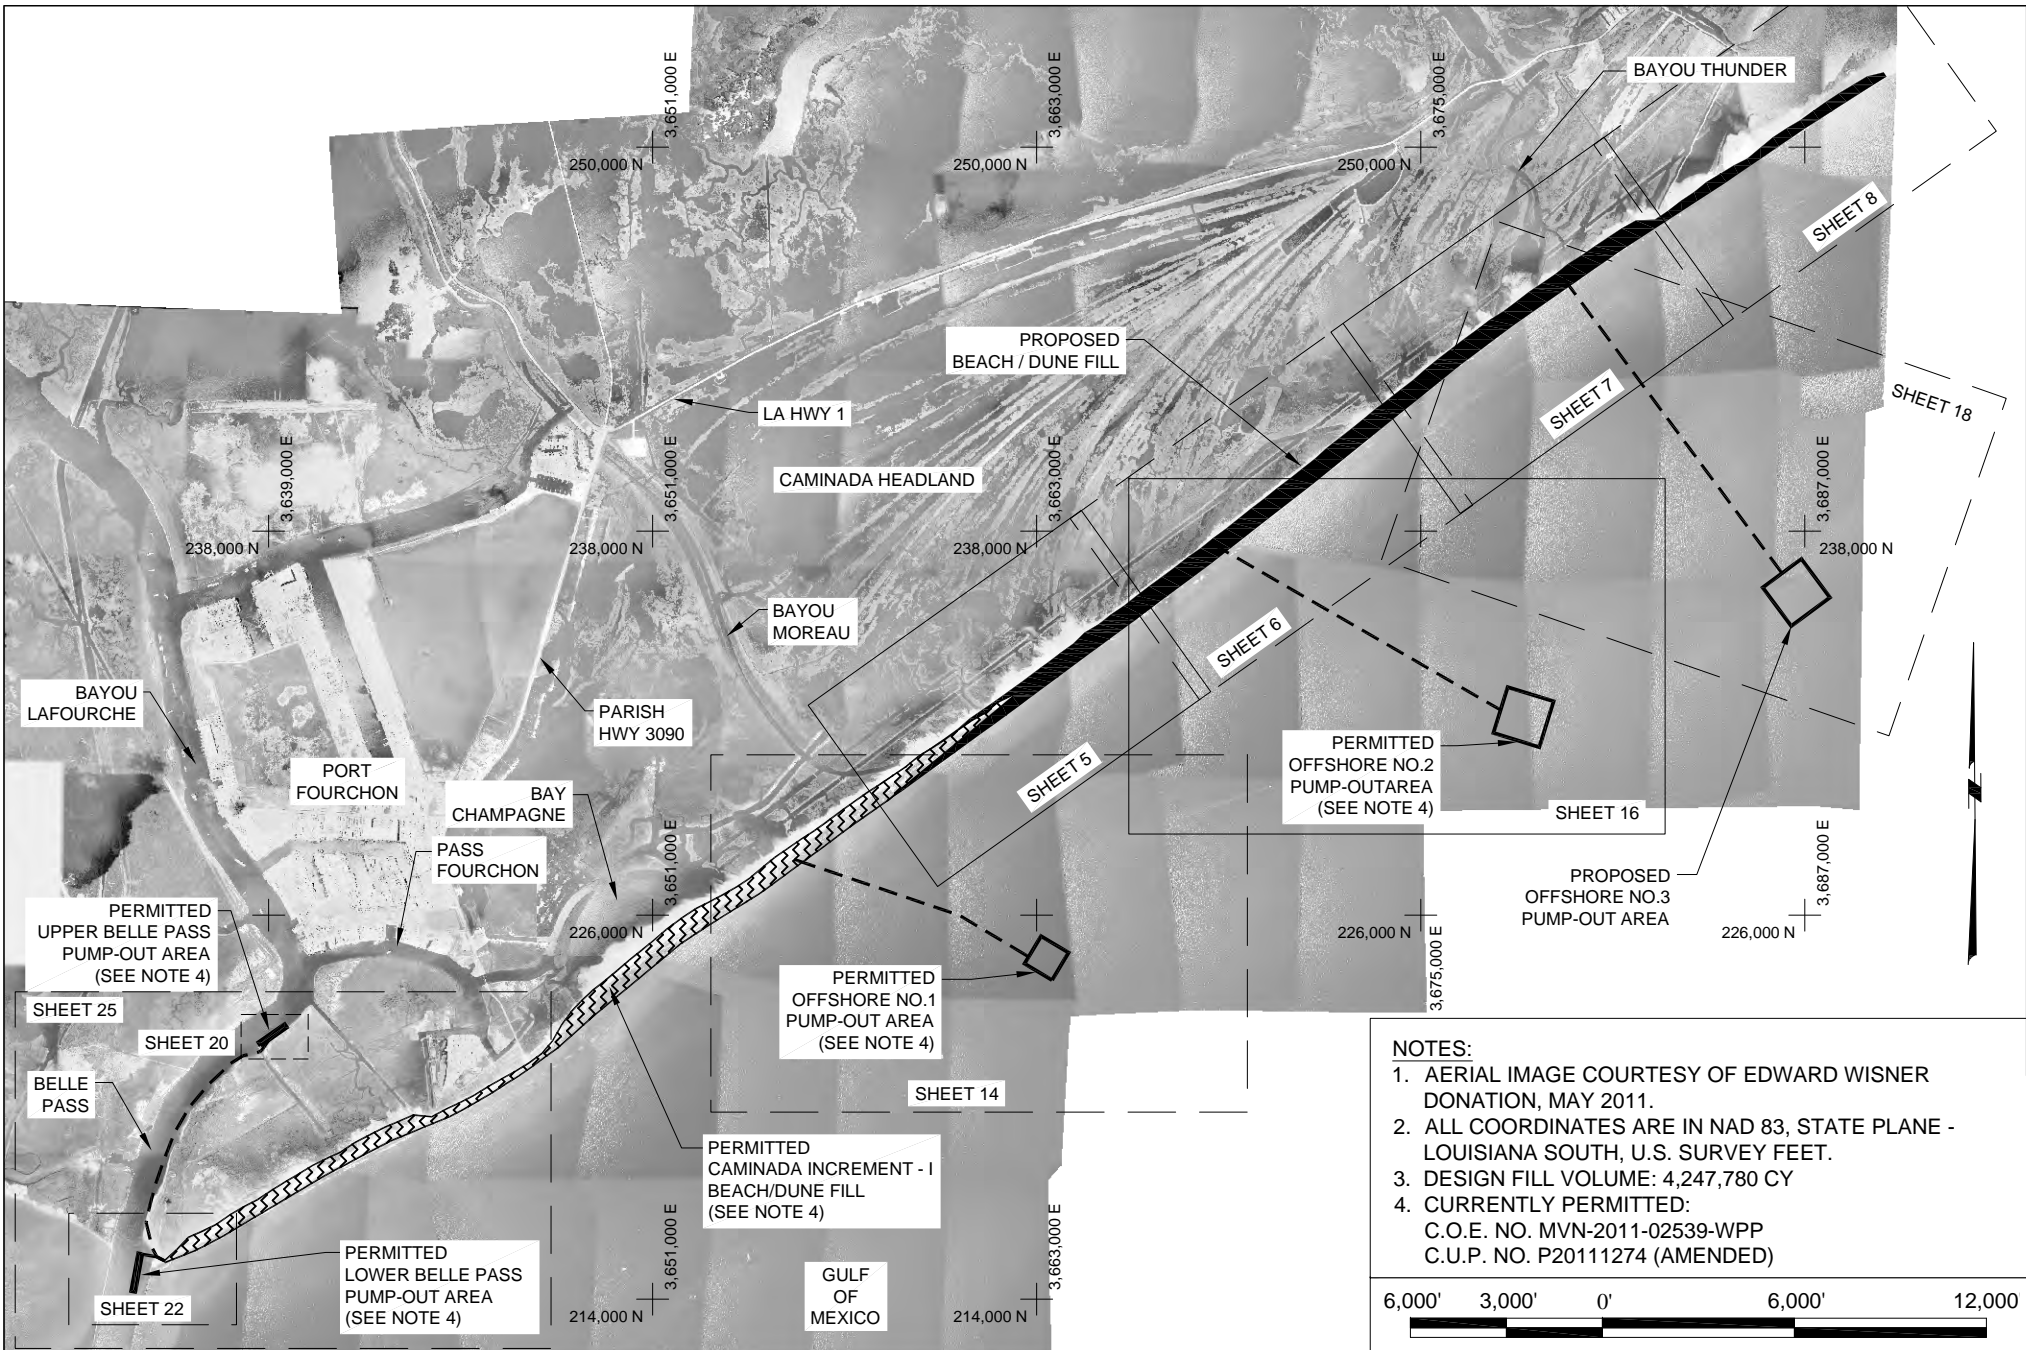 BAYOU THUNDER
3,651,000 E
3,663,000 E
3,675,000 E
250,000 N
250,000 N
250,000 N
SHEET 8
PROPOSED
BEACH / DUNE FILL
SHEET 7
SHEET 18
LA HWY 1
CAMINADA HEADLAND
3,639,000 E
3,651,000 E
3,663,000 E
3,687,000 E
238,000 N
238,000 N
238,000 N
238,000 N
BAYOU
MOREAU
SHEET 6
BAYOU
LAFOURCHE
PARISH
HWY 3090
PORT
FOURCHON
SHEET 5
PERMITTED
OFFSHORE NO.2
PUMP-OUTAREA
(SEE NOTE 4)
SHEET 16
BAY
CHAMPAGNE
PASS
FOURCHON
3,651,000 E
3,687,000 E
PROPOSED
OFFSHORE NO.3
PUMP-OUT AREA
PERMITTED
UPPER BELLE PASS
PUMP-OUT AREA
(SEE NOTE 4)
226,000 N
226,000 N
226,000 N
3,675,000 E
PERMITTED
OFFSHORE NO.1
PUMP-OUT AREA
(SEE NOTE 4)
SHEET 25
SHEET 20
SHEET 14
BELLE
PASS
PERMITTED
CAMINADA INCREMENT - I
BEACH/DUNE FILL
(SEE NOTE 4)
PERMITTED
LOWER BELLE PASS
PUMP-OUT AREA
(SEE NOTE 4)
SHEET 22
3,651,000 E
3,663,000 E
214,000 N
214,000 N
GULF
OF
MEXICO
NOTES:
1. AERIAL IMAGE COURTESY OF EDWARD WISNER
DONATION, MAY 2011.
2. ALL COORDINATES ARE IN NAD 83, STATE PLANE -
LOUISIANA SOUTH, U.S. SURVEY FEET.
3. DESIGN FILL VOLUME: 4,247,780 CY
4. CURRENTLY PERMITTED:
C.O.E. NO. MVN-2011-02539-WPP
C.U.P. NO. P20111274 (AMENDED)
6,000' 3,000' 0' 6,000' 12,000'
N